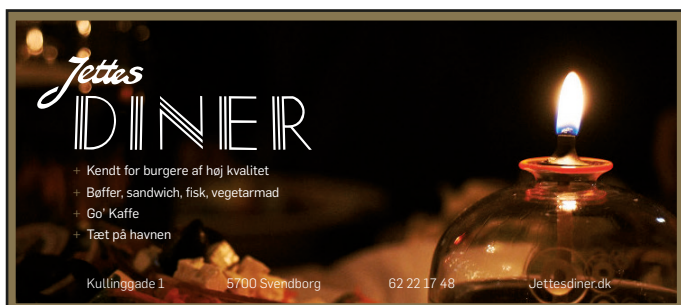 Jettes
DINER
+ Kendt for burgere af høj kvalitet
+ Bøffer, sandwich, fisk, vegetarmad
+ Go' Kaffe
+ Tæt på havnen
Kullinggade 1 5700 Svendborg 62 22 17 48 Jettesdiner.dk